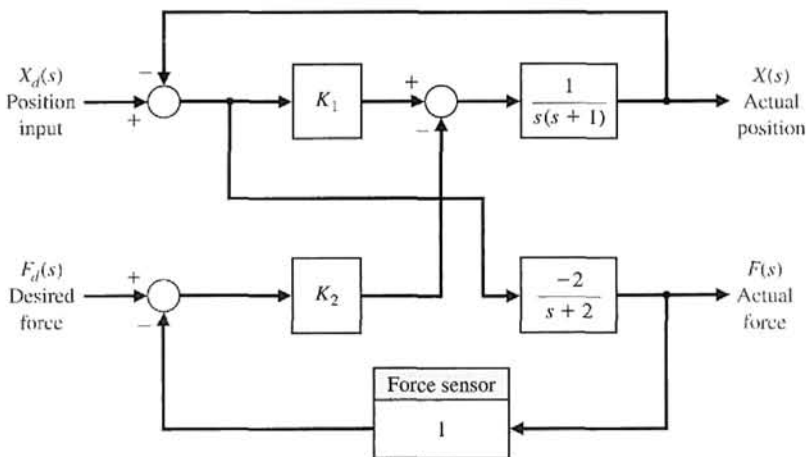 X_d(s)
Position
input
−
+
K_1
+
−
1
s(s + 1)
X(s)
Actual
position
F_d(s)
Desired
force
+
−
K_2
−2
s + 2
F(s)
Actual
force
Force sensor
1